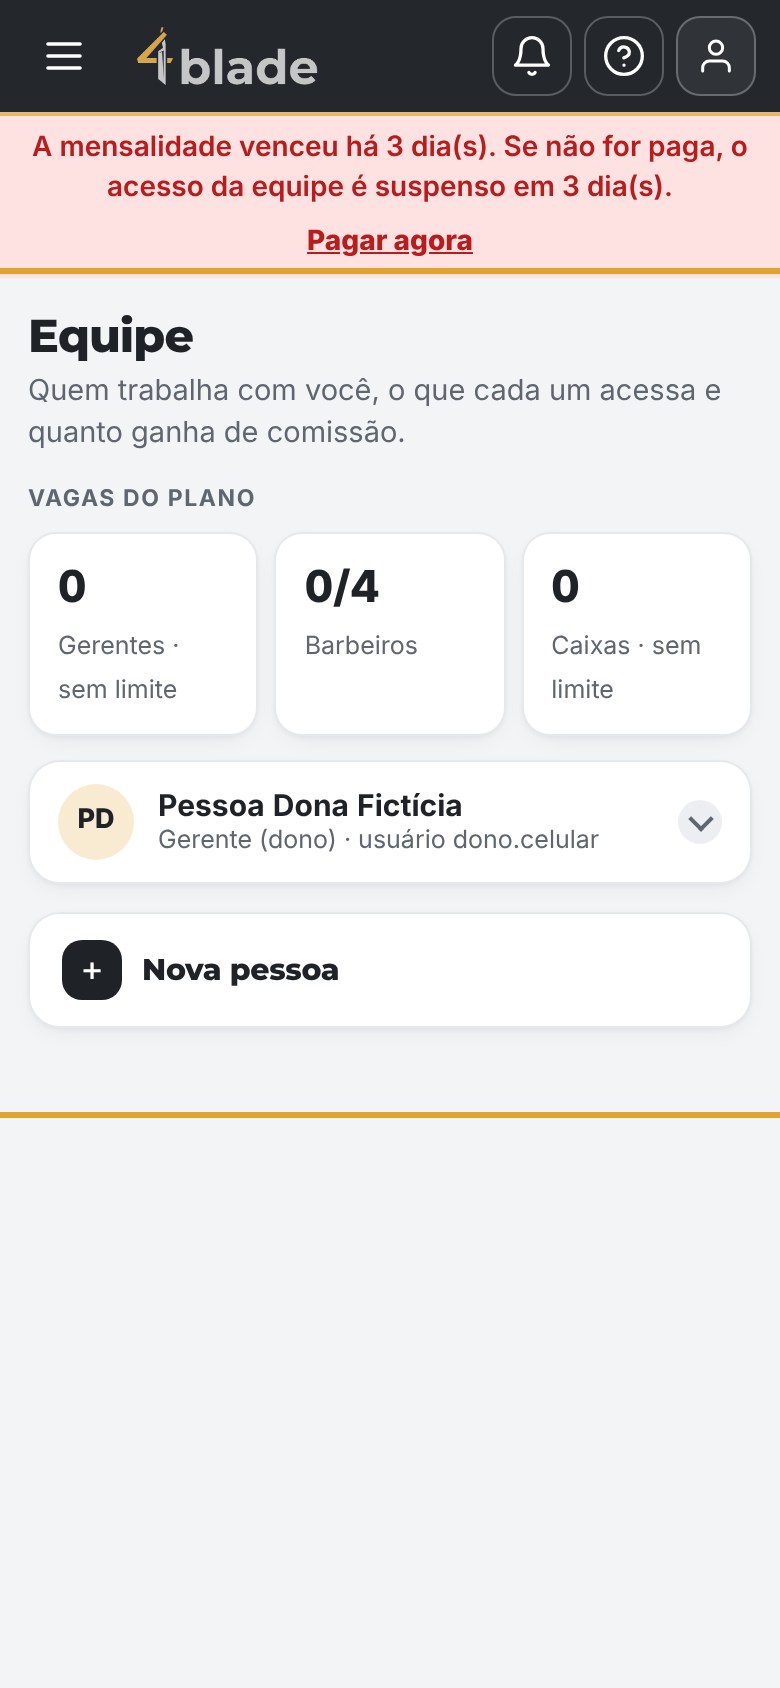 4blade
A mensalidade venceu há 3 dia(s). Se não for paga, o
acesso da equipe é suspenso em 3 dia(s).
Pagar agora
Equipe
Quem trabalha com você, o que cada um acessa e
quanto ganha de comissão.
VAGAS DO PLANO
0
Gerentes ·
sem limite
0/4
Barbeiros
0
Caixas · sem
limite
PD
Pessoa Dona Fictícia
Gerente (dono) · usuário dono.celular
+
Nova pessoa